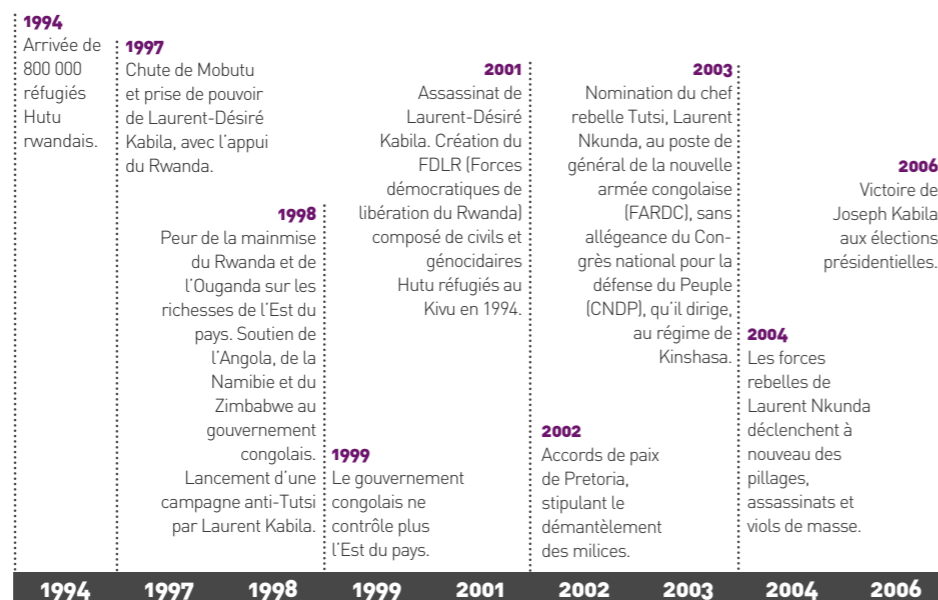 1994
Arrivée de
800 000
réfugiés
Hutu
rwandais.
1997
Chute de Mobutu
et prise de pouvoir
de Laurent-Désiré
Kabila, avec l'appui
du Rwanda.
1998
Peur de la mainmise
du Rwanda et de
l'Ouganda sur les
richesses de l'Est du
pays. Soutien de
l'Angola, de la
Namibie et du
Zimbabwe au
gouvernement
congolais.
Lancement d'une
campagne anti-Tutsi
par Laurent Kabila.
1999
Le gouvernement
congolais ne
contrôle plus
l'Est du pays.
2001
Assassinat de
Laurent-Désiré
Kabila. Création du
FDLR (Forces
démocratiques de
libération du Rwanda)
composé de civils et
génocidaires
Hutu réfugiés au
Kivu en 1994.
2002
Accords de paix
de Pretoria,
stipulant le
démantèlement
des milices.
2003
Nomination du chef
rebelle Tutsi, Laurent
Nkunda, au poste de
général de la nouvelle
armée congolaise
(FARDC), sans
allégeance du Con-
grès national pour la
défense du Peuple
(CNDP), qu'il dirige,
au régime de
Kinshasa.
2004
Les forces
rebelles de
Laurent Nkunda
déclenchent à
nouveau des
pillages,
assassinats et
viols de masse.
2006
Victoire de
Joseph Kabila
aux élections
présidentielles.
1994 1997 1998 1999 2001 2002 2003 2004 2006